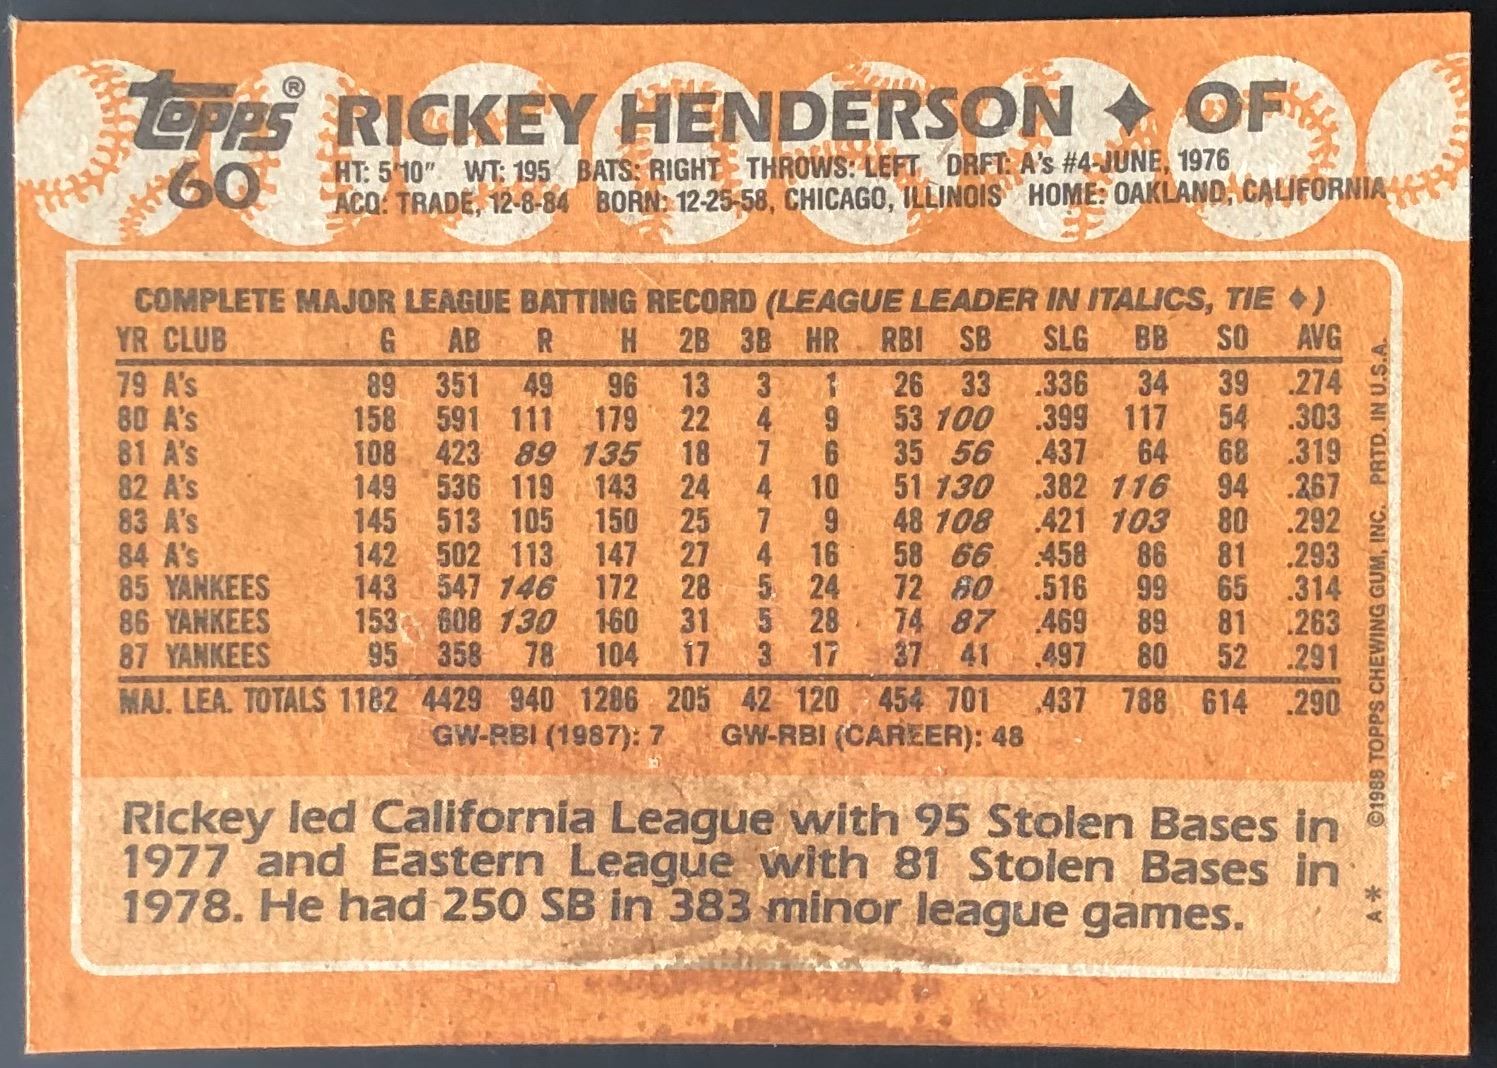 Topps® RICKEY HENDERSON ♦ OF
60
HT: 5'10" WT: 195 BATS: RIGHT THROWS: LEFT DRFT: A's #4-JUNE, 1976
ACQ: TRADE, 12-8-84 BORN: 12-25-58, CHICAGO, ILLINOIS HOME: OAKLAND, CALIFORNIA
COMPLETE MAJOR LEAGUE BATTING RECORD (LEAGUE LEADER IN ITALICS, TIE ♦)
YR CLUB G AB R H 2B 3B HR RBI SB SLG BB SO AVG
79 A's 89 351 49 96 13 3 1 26 33 .336 34 39 .274
80 A's 158 591 111 179 22 4 9 53 100 .399 117 54 .303
81 A's 108 423 89 135 18 7 6 35 56 .437 64 68 .319
82 A's 149 536 119 143 24 4 10 51 130 .382 116 94 .267
83 A's 145 513 105 150 25 7 9 48 108 .421 103 80 .292
84 A's 142 502 113 147 27 4 16 58 66 .458 86 81 .293
85 YANKEES 143 547 146 172 28 5 24 72 80 .516 99 65 .314
86 YANKEES 153 608 130 160 31 5 28 74 87 .469 89 81 .263
87 YANKEES 95 358 78 104 17 3 17 37 41 .497 80 52 .291
MAJ. LEA. TOTALS 1182 4429 940 1286 205 42 120 454 701 .437 788 614 .290
GW-RBI (1987): 7 GW-RBI (CAREER): 48
Rickey led California League with 95 Stolen Bases in
1977 and Eastern League with 81 Stolen Bases in
1978. He had 250 SB in 383 minor league games.
A * ©1988 TOPPS CHEWING GUM, INC. PRTD. IN U.S.A.